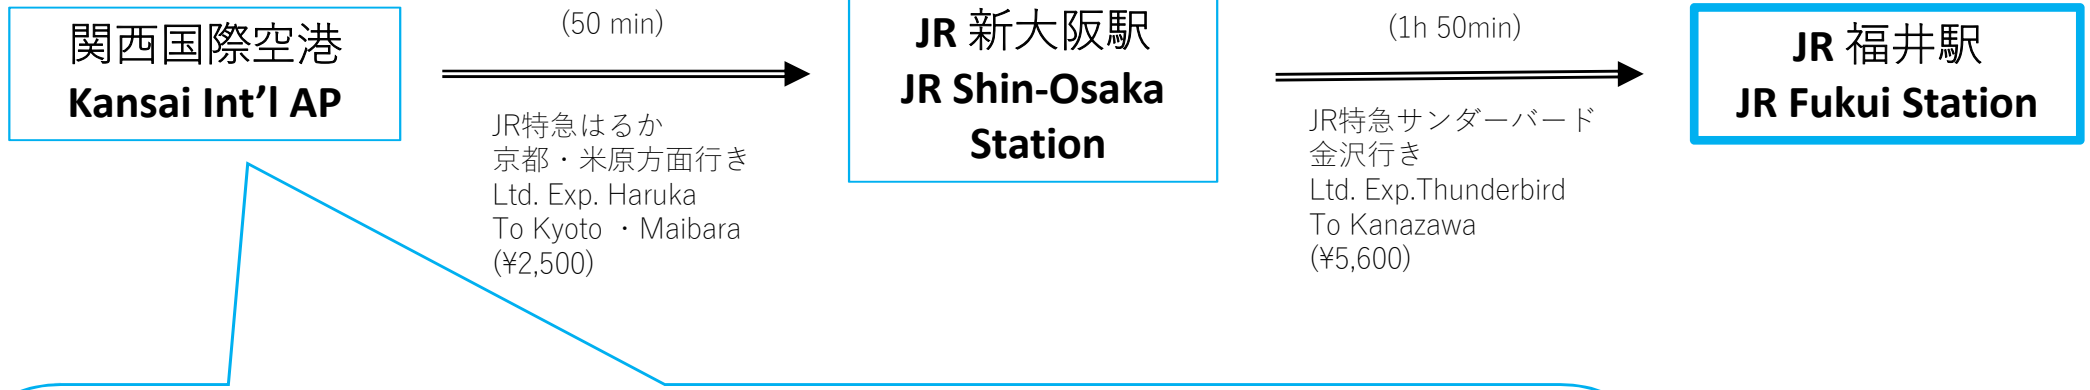 関西国際空港
Kansai Int’l AP
(50 min)
JR特急はるか
京都・米原方面行き
Ltd. Exp. Haruka
To Kyoto ・Maibara
(¥2,500)
JR 新大阪駅
JR Shin-Osaka
Station
(1h 50min)
JR特急サンダーバード
金沢行き
Ltd. Exp.Thunderbird
To Kanazawa
(¥5,600)
JR 福井駅
JR Fukui Station